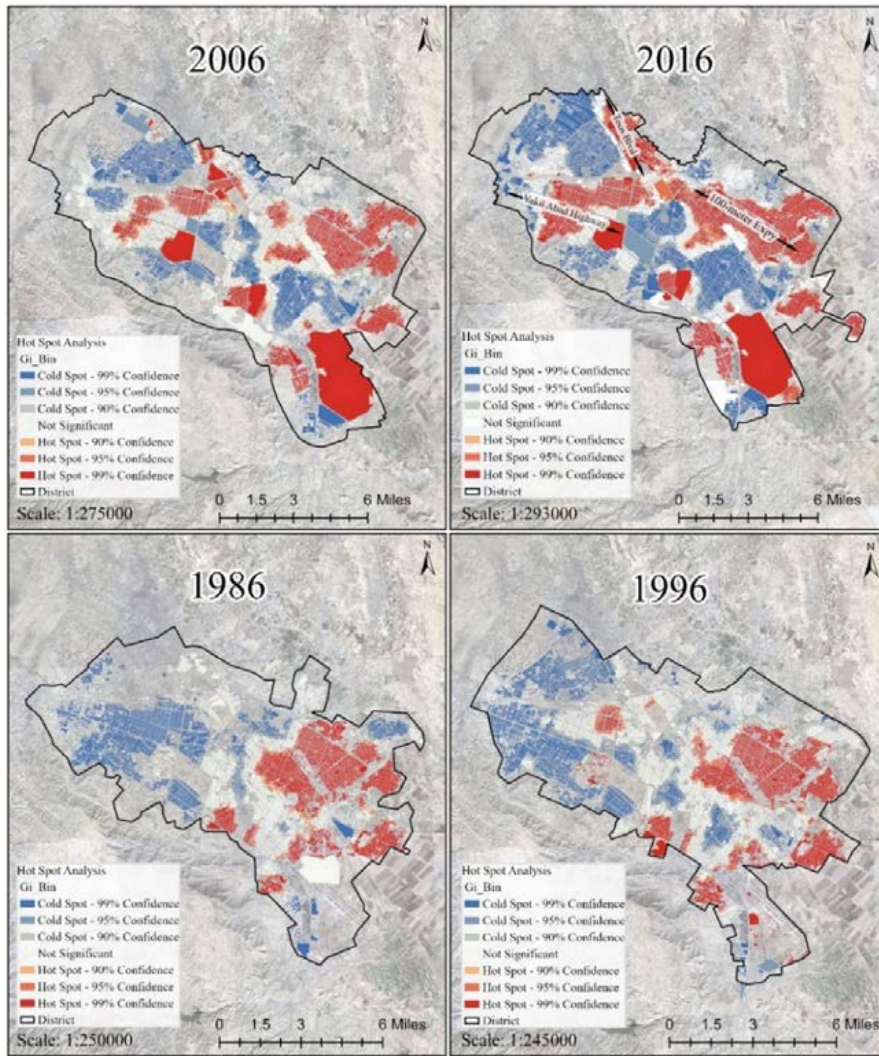 N
2006
Hot Spot Analysis
Gi_Bin
Cold Spot - 99% Confidence
Cold Spot - 95% Confidence
Cold Spot - 90% Confidence
Not Significant
Hot Spot - 90% Confidence
Hot Spot - 95% Confidence
Hot Spot - 99% Confidence
District
Scale: 1:275000
0 1.5 3 6 Miles
N
2016
Toos Blvd
Vakil Abad Highway
100-meter Expy
Hot Spot Analysis
Gi_Bin
Cold Spot - 99% Confidence
Cold Spot - 95% Confidence
Cold Spot - 90% Confidence
Not Significant
Hot Spot - 90% Confidence
Hot Spot - 95% Confidence
Hot Spot - 99% Confidence
District
Scale: 1:293000
0 1.5 3 6 Miles
N
1986
Hot Spot Analysis
Gi_Bin
Cold Spot - 99% Confidence
Cold Spot - 95% Confidence
Cold Spot - 90% Confidence
Not Significant
Hot Spot - 90% Confidence
Hot Spot - 95% Confidence
Hot Spot - 99% Confidence
District
Scale: 1:250000
0 1.5 3 6 Miles
N
1996
Hot Spot Analysis
Gi_Bin
Cold Spot - 99% Confidence
Cold Spot - 95% Confidence
Cold Spot - 90% Confidence
Not Significant
Hot Spot - 90% Confidence
Hot Spot - 95% Confidence
Hot Spot - 99% Confidence
District
Scale: 1:245000
0 1.5 3 6 Miles